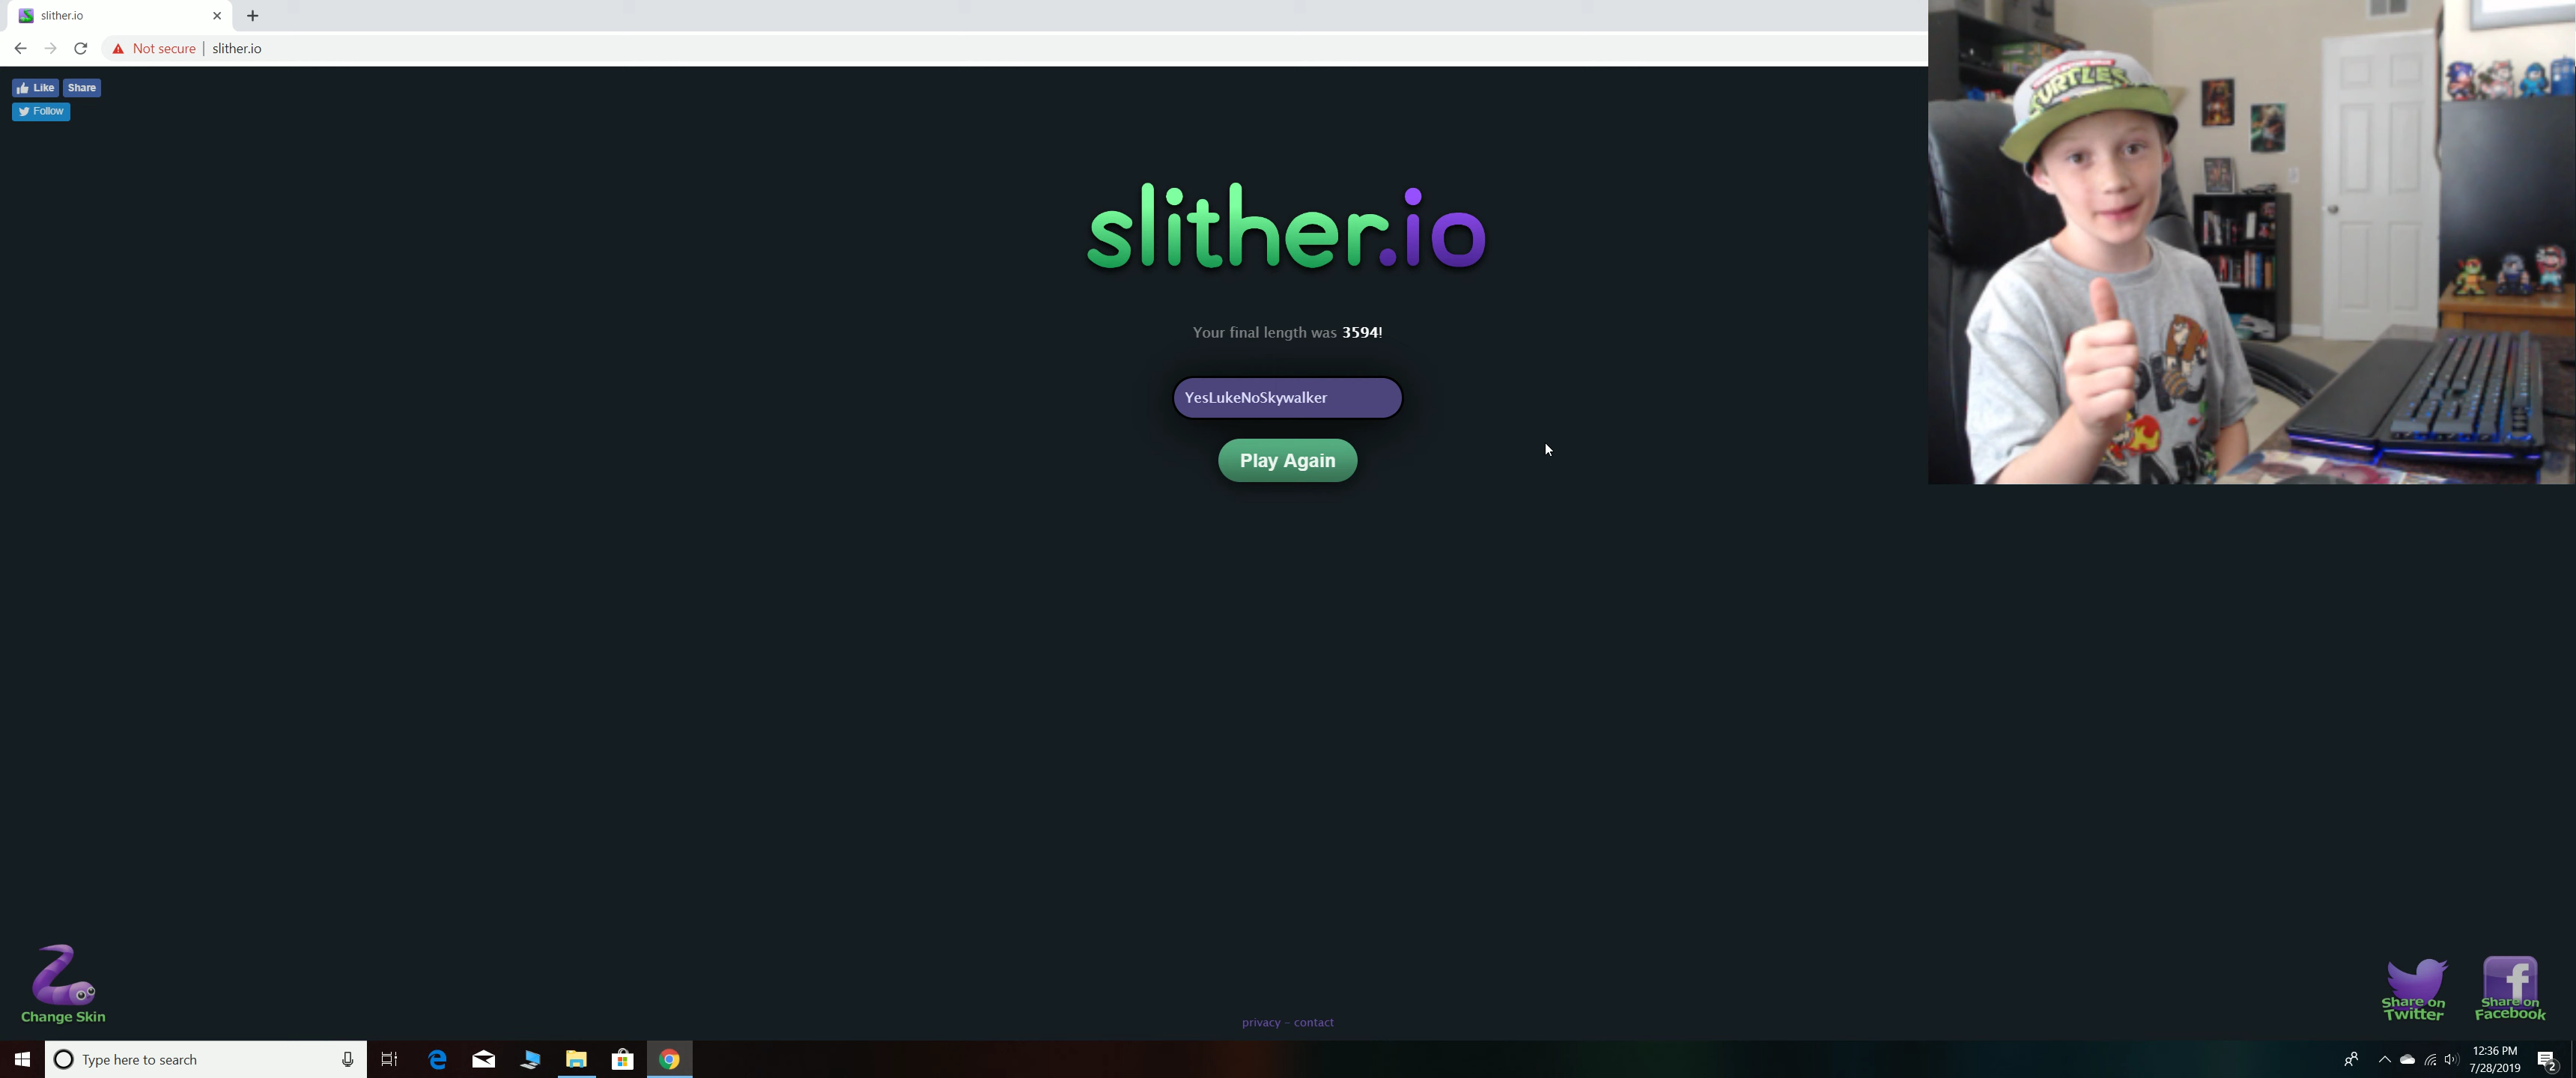 slither.io
Not secure | slither.io
Like Share
Follow
TURTLES
slither.io
Your final length was 3594!
YesLukeNoSkywalker
Play Again
Change Skin
privacy - contact
Share on Twitter
Share on Facebook
Type here to search
12:36 PM
7/28/2019
2